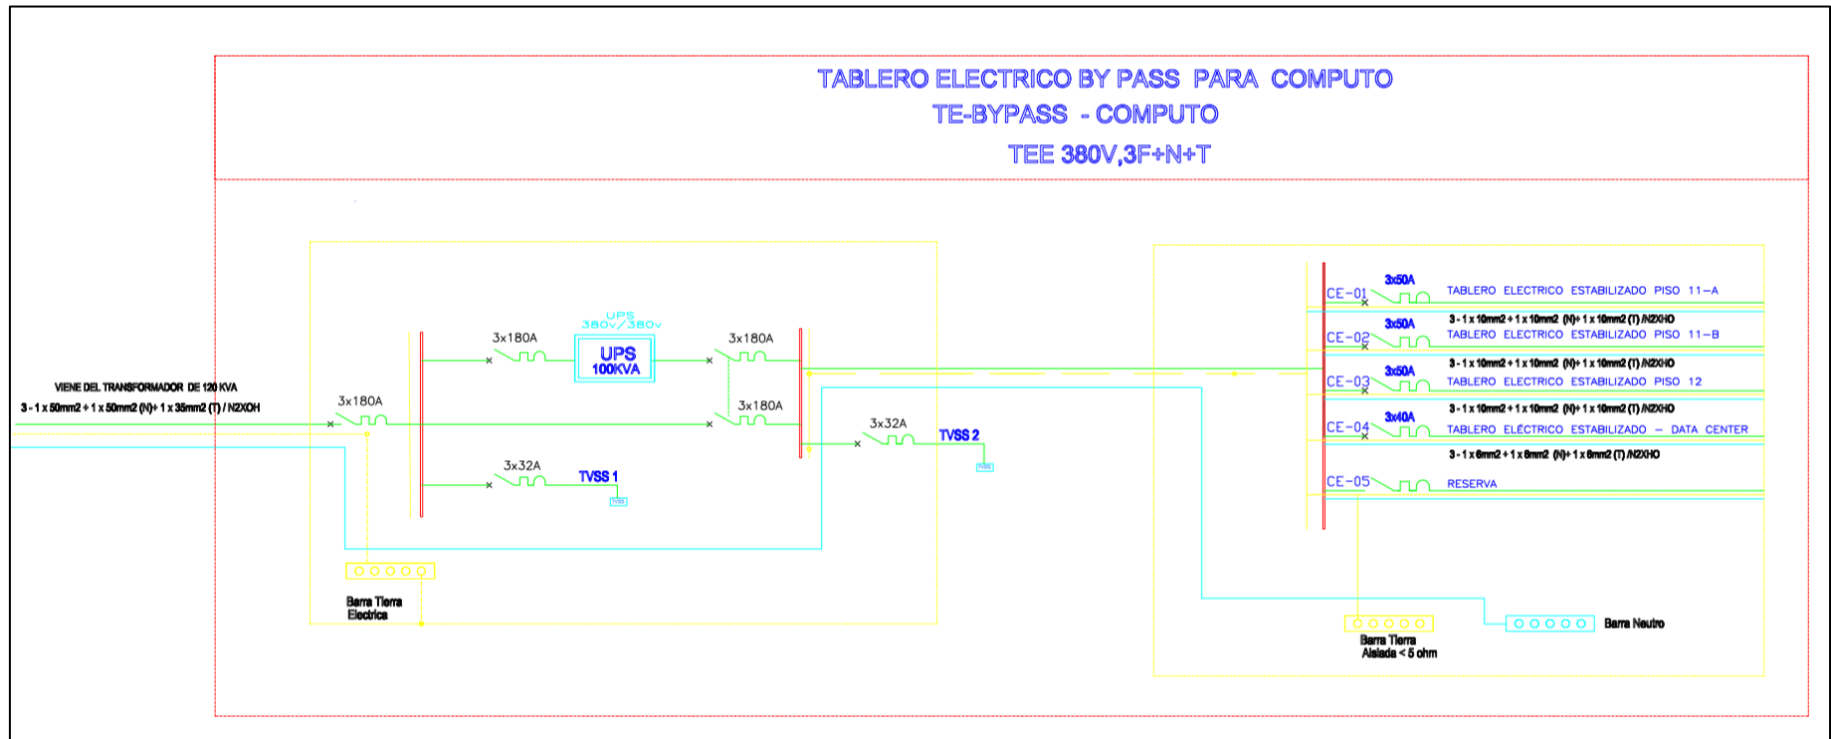 TABLERO ELECTRICO BY PASS PARA COMPUTO
TE-BYPASS - COMPUTO
TEE 380V,3F+N+T
VIENE DEL TRANSFORMADOR DE 120 KVA
3 - 1 x 50mm2 + 1 x 50mm2 (N)+ 1 x 35mm2 (T) / N2XOH
3x180A
3x180A
UPS
380v/380v
UPS
100KVA
3x180A
3x180A
3x32A
TVSS 1
TVSS
3x32A
TVSS 2
TVSS
Barra Tierra
Electrica
CE-01
3x50A
TABLERO ELECTRICO ESTABILIZADO PISO 11-A
3 - 1 x 10mm2 + 1 x 10mm2 (N)+ 1 x 10mm2 (T) /N2XHO
CE-02
3x50A
TABLERO ELECTRICO ESTABILIZADO PISO 11-B
3 - 1 x 10mm2 + 1 x 10mm2 (N)+ 1 x 10mm2 (T) /N2XHO
CE-03
3x50A
TABLERO ELECTRICO ESTABILIZADO PISO 12
3 - 1 x 10mm2 + 1 x 10mm2 (N)+ 1 x 10mm2 (T) /N2XHO
CE-04
3x40A
TABLERO ELÉCTRICO ESTABILIZADO - DATA CENTER
3 - 1 x 6mm2 + 1 x 6mm2 (N)+ 1 x 6mm2 (T) /N2XHO
CE-05
RESERVA
Barra Tierra
Aislada < 5 ohm
Barra Neutro